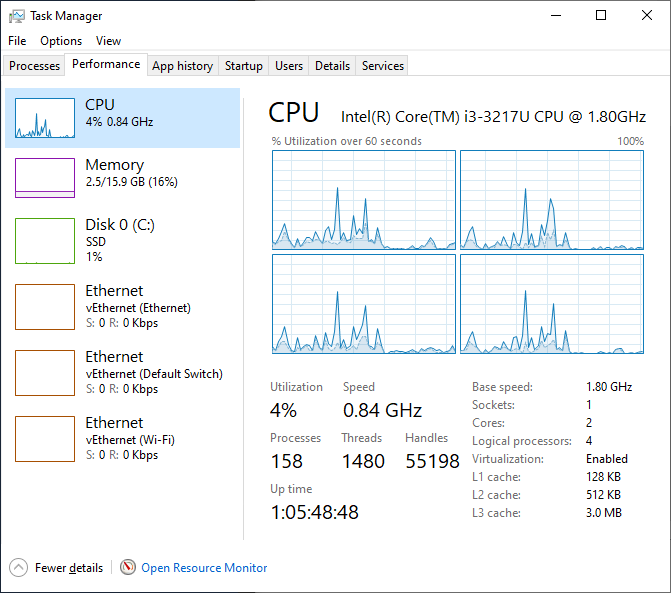 Task Manager
File Options View
Processes Performance App history Startup Users Details Services
CPU
4% 0.84 GHz
Memory
2.5/15.9 GB (16%)
Disk 0 (C:)
SSD
1%
Ethernet
vEthernet (Ethernet)
S: 0 R: 0 Kbps
Ethernet
vEthernet (Default Switch)
S: 0 R: 0 Kbps
Ethernet
vEthernet (Wi-Fi)
S: 0 R: 0 Kbps
CPU Intel(R) Core(TM) i3-3217U CPU @ 1.80GHz
% Utilization over 60 seconds 100%
Utilization Speed
4% 0.84 GHz
Processes Threads Handles
158 1480 55198
Up time
1:05:48:48
Base speed: 1.80 GHz
Sockets: 1
Cores: 2
Logical processors: 4
Virtualization: Enabled
L1 cache: 128 KB
L2 cache: 512 KB
L3 cache: 3.0 MB
Fewer details Open Resource Monitor